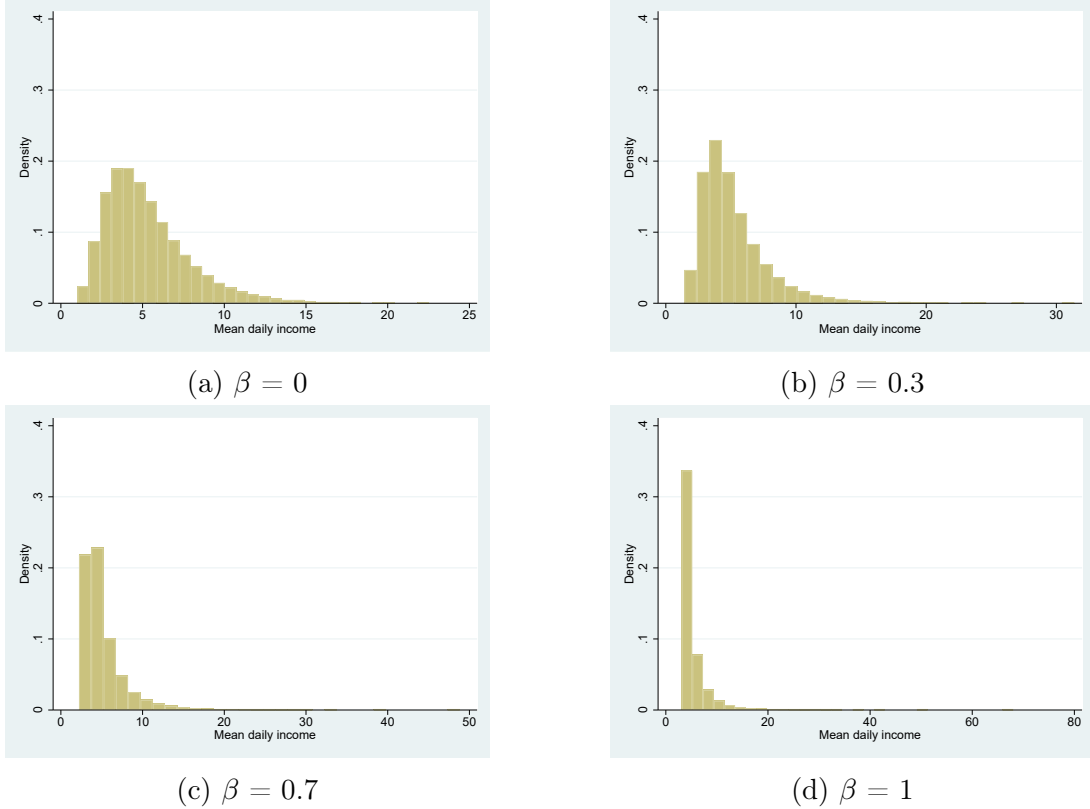 .4
.3
.2
.1
0
Density
0 5 10 15 20 25
Mean daily income
(a) β = 0
.4
.3
.2
.1
0
Density
0 10 20 30
Mean daily income
(b) β = 0.3
.4
.3
.2
.1
0
Density
0 10 20 30 40 50
Mean daily income
(c) β = 0.7
.4
.3
.2
.1
0
Density
0 20 40 60 80
Mean daily income
(d) β = 1